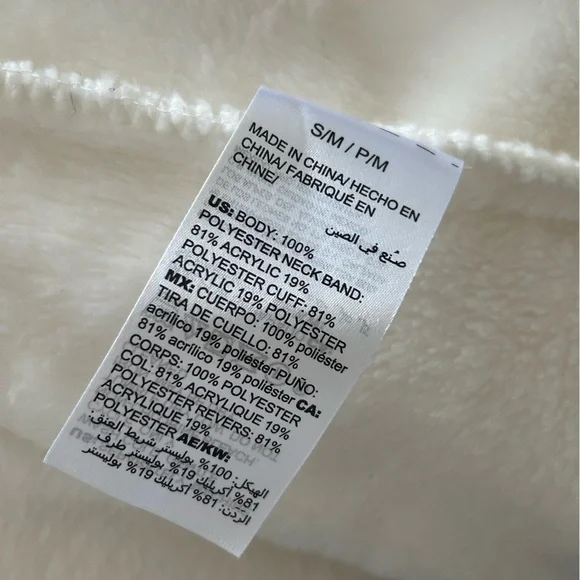 S/M / P/M
MADE IN CHINA/ HECHO EN
CHINA/ FABRIQUÉ EN
CHINE/
صُنع في الصين
US: BODY: 100%
POLYESTER NECK BAND:
81% ACRYLIC 19%
POLYESTER CUFF: 81%
ACRYLIC 19% POLYESTER
MX: CUERPO: 100% poliéster
TIRA DE CUELLO: 81%
acrílico 19% poliéster PUÑO:
81% acrílico 19% poliéster CA:
CORPS: 100% POLYESTER
COL: 81% ACRYLIQUE 19%
POLYESTER REVERS: 81%
ACRYLIQUE 19%
POLYESTER AE/KW:
الهيكل: 100% بوليستر شريط العنق:
81% أكريليك 19% بوليستر طرف
الردن: 81% أكريليك 19% بوليستر